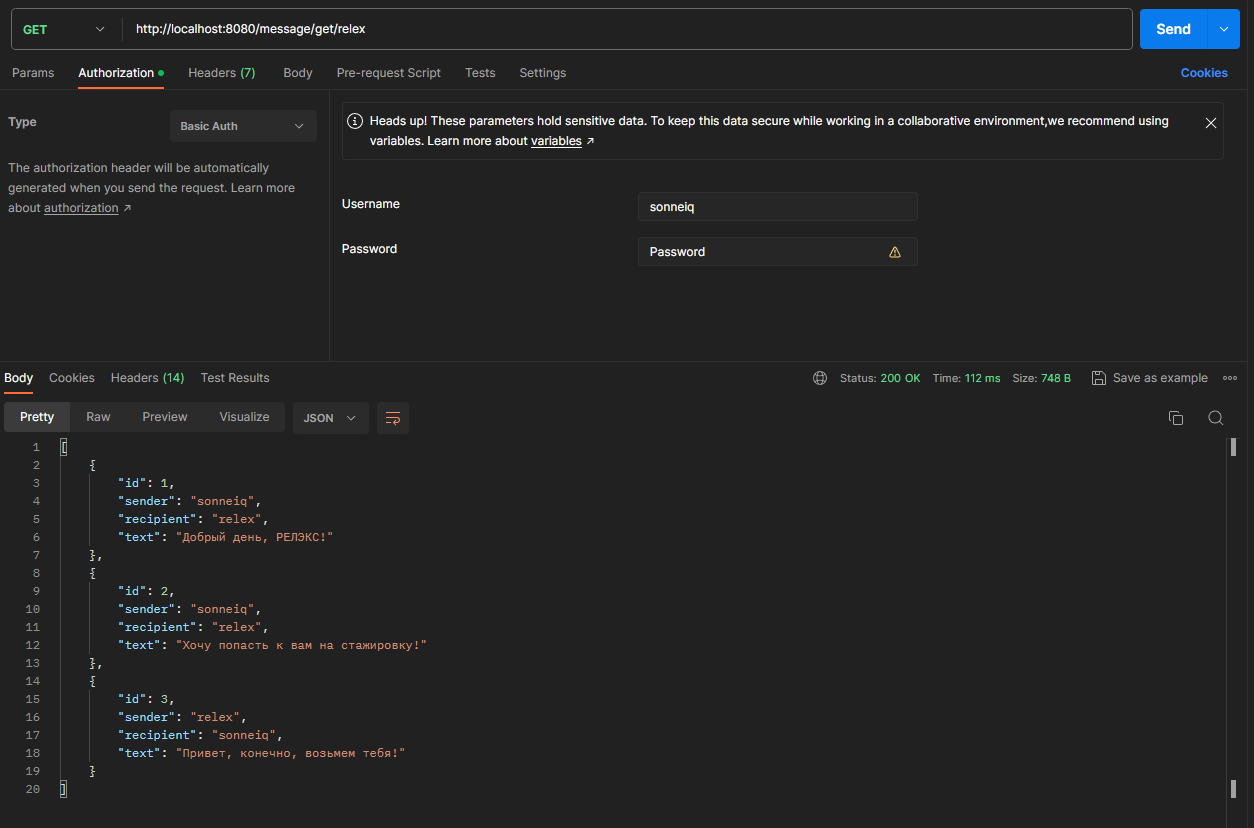 GET http://localhost:8080/message/get/relex Send
Params Authorization Headers (7) Body Pre-request Script Tests Settings Cookies
Type Basic Auth
The authorization header will be automatically
generated when you send the request. Learn more
about authorization ↗
Heads up! These parameters hold sensitive data. To keep this data secure while working in a collaborative environment,we recommend using
variables. Learn more about variables ↗
Username sonneiq
Password Password
Body Cookies Headers (14) Test Results Status: 200 OK Time: 112 ms Size: 748 B Save as example
Pretty Raw Preview Visualize JSON
1 [
2 {
3 "id": 1,
4 "sender": "sonneiq",
5 "recipient": "relex",
6 "text": "Добрый день, РЕЛЭКС!"
7 },
8 {
9 "id": 2,
10 "sender": "sonneiq",
11 "recipient": "relex",
12 "text": "Хочу попасть к вам на стажировку!"
13 },
14 {
15 "id": 3,
16 "sender": "relex",
17 "recipient": "sonneiq",
18 "text": "Привет, конечно, возьмем тебя!"
19 }
20 ]